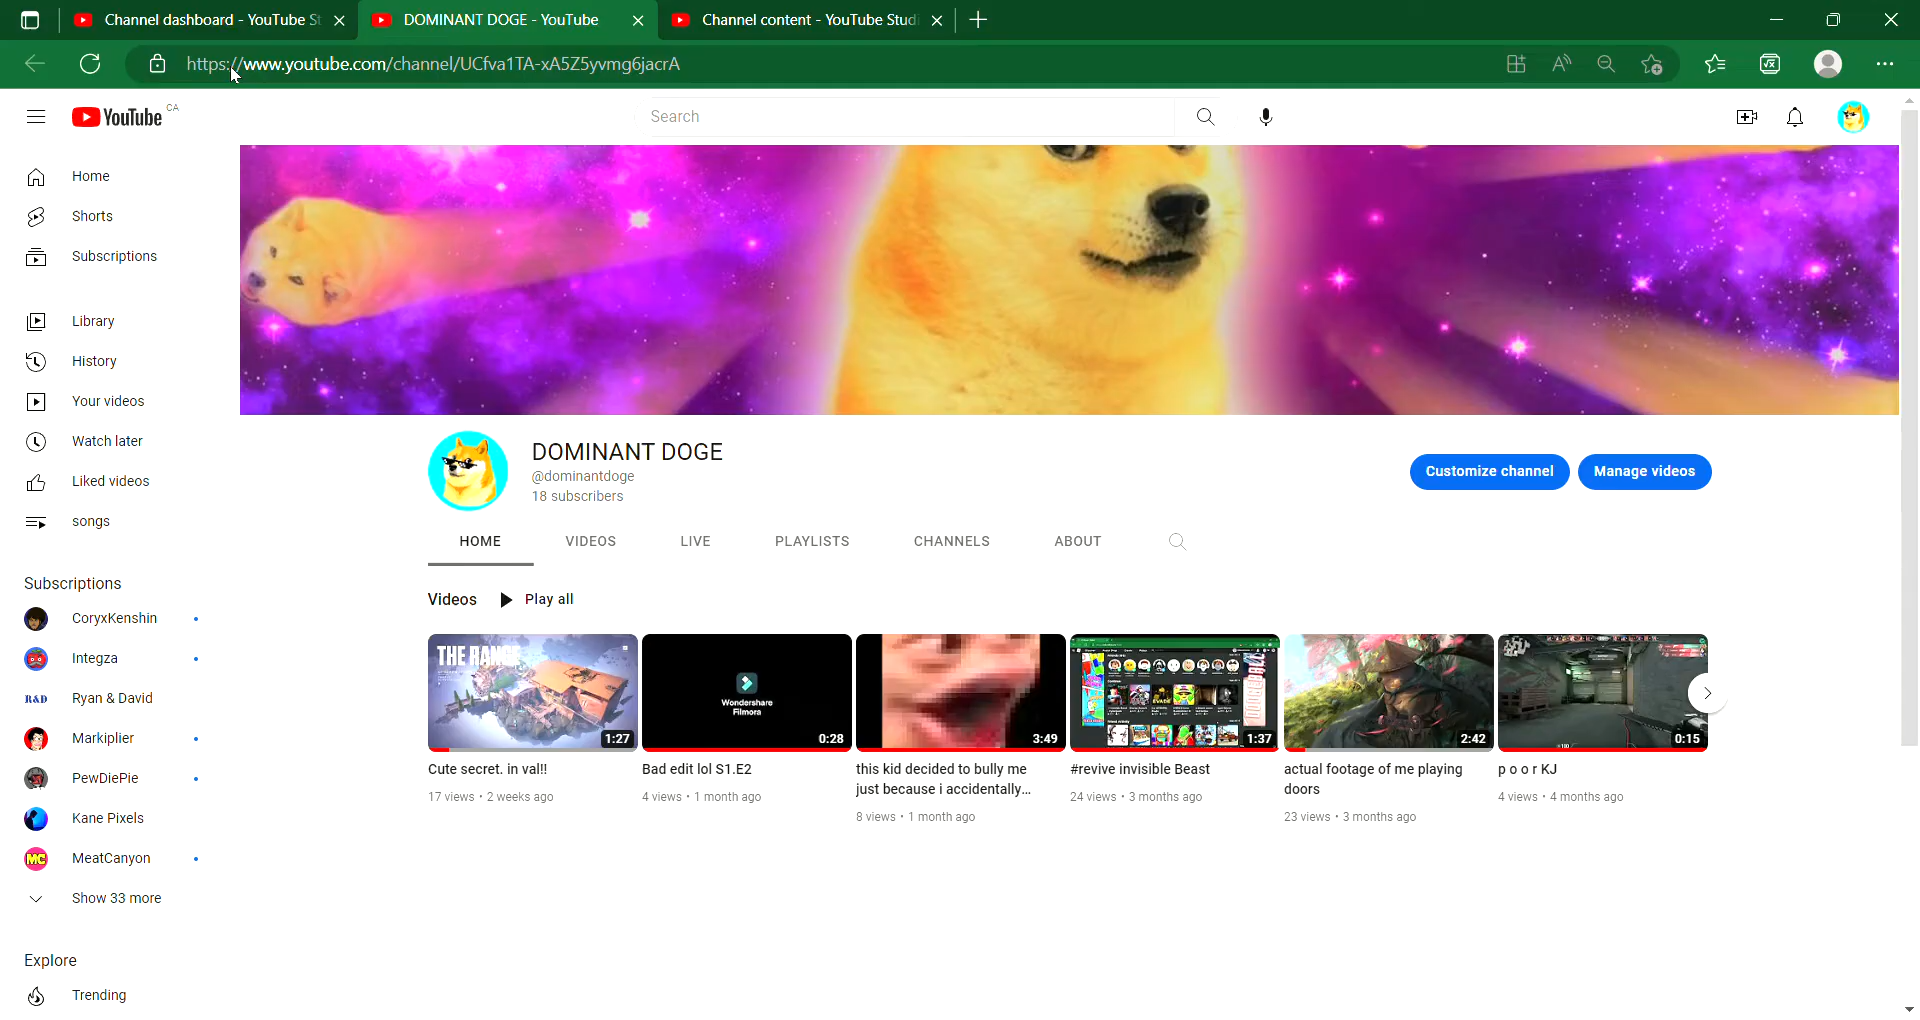 Channel dashboard - YouTube St
DOMINANT DOGE - YouTube
Channel content - YouTube Studi
https://www.youtube.com/channel/UCfva1TA-xA5Z5yvmg6jacrA
YouTube CA
Search
Home
Shorts
Subscriptions
Library
History
Your videos
Watch later
Liked videos
songs
Subscriptions
CoryxKenshin
Integza
R&D Ryan & David
Markiplier
PewDiePie
Kane Pixels
MC MeatCanyon
Show 33 more
Explore
Trending
DOMINANT DOGE
@dominantdoge
18 subscribers
Customize channel
Manage videos
HOME VIDEOS LIVE PLAYLISTS CHANNELS ABOUT
Videos Play all
THE RANGE
1:27
Cute secret. in val!!
17 views • 2 weeks ago
Wondershare
Filmora
0:28
Bad edit lol S1.E2
4 views • 1 month ago
3:49
this kid decided to bully me
just because i accidentally...
8 views • 1 month ago
1:37
#revive invisible Beast
24 views • 3 months ago
2:42
actual footage of me playing
doors
23 views • 3 months ago
0:15
p o o r KJ
4 views • 4 months ago